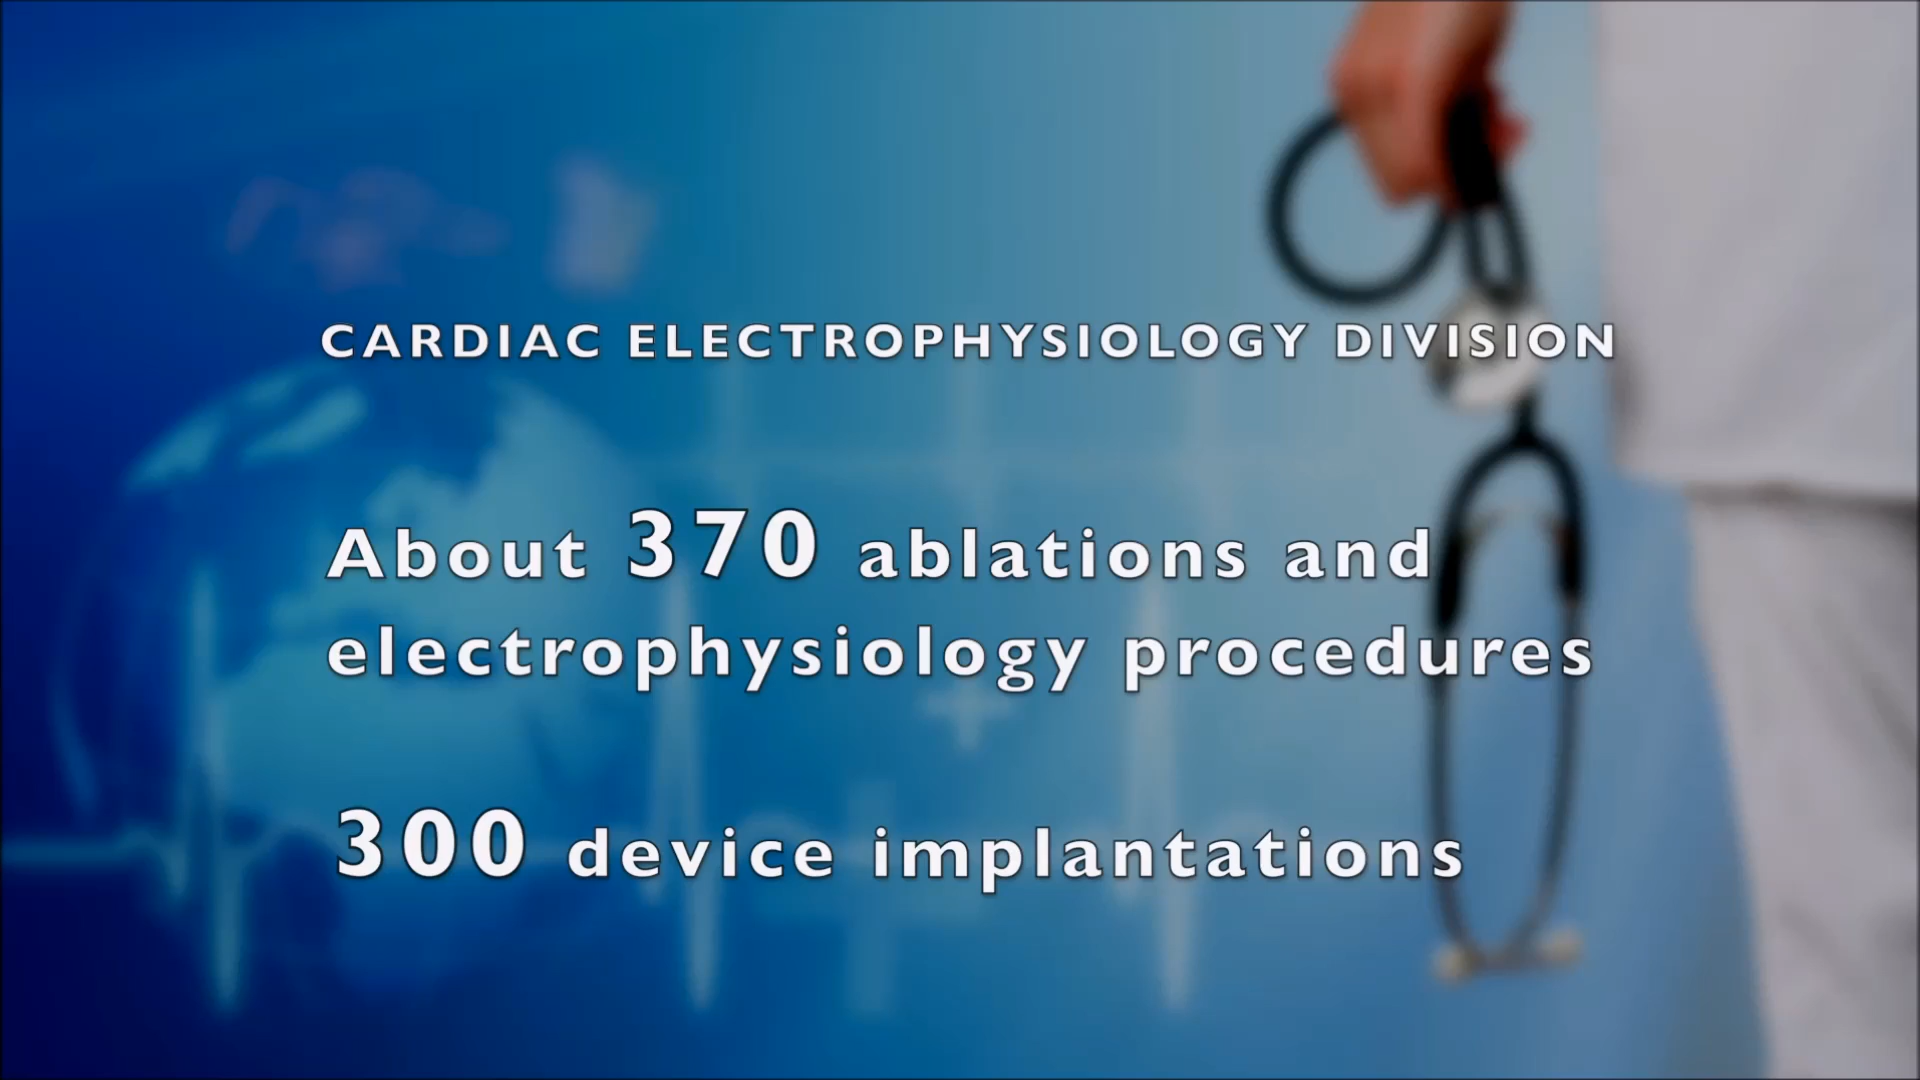 CARDIAC ELECTROPHYSIOLOGY DIVISION
About 370 ablations and
electrophysiology procedures
300 device implantations